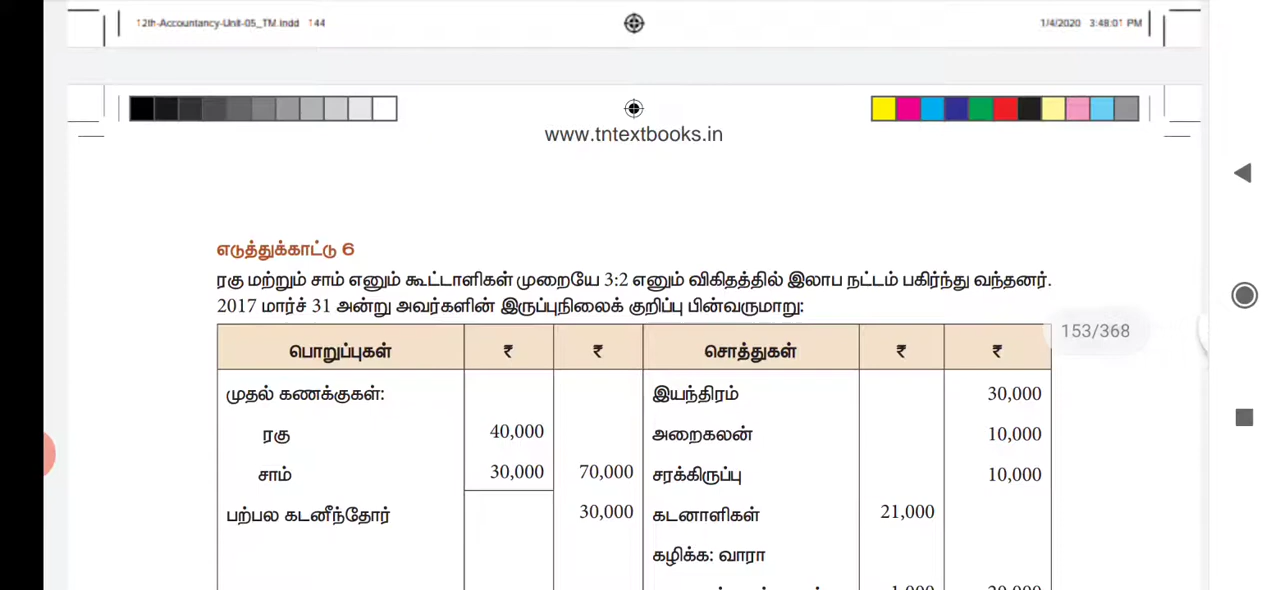 12th-Accountancy-Unit-05_TM.indd 144
1/4/2020 3:48:01 PM
www.tntextbooks.in
எடுத்துக்காட்டு 6
ரகு மற்றும் சாம் எனும் கூட்டாளிகள் முறையே 3:2 எனும் விகிதத்தில் இலாப நட்டம் பகிர்ந்து வந்தனர்.
2017 மார்ச் 31 அன்று அவர்களின் இருப்புநிலைக் குறிப்பு பின்வருமாறு:
153/368
பொறுப்புகள் ₹ ₹ சொத்துகள் ₹ ₹
முதல் கணக்குகள்: இயந்திரம் 30,000
ரகு 40,000 அறைகலன் 10,000
சாம் 30,000 70,000 சரக்கிருப்பு 10,000
பற்பல கடனீந்தோர் 30,000 கடனாளிகள் 21,000
கழிக்க: வாரா